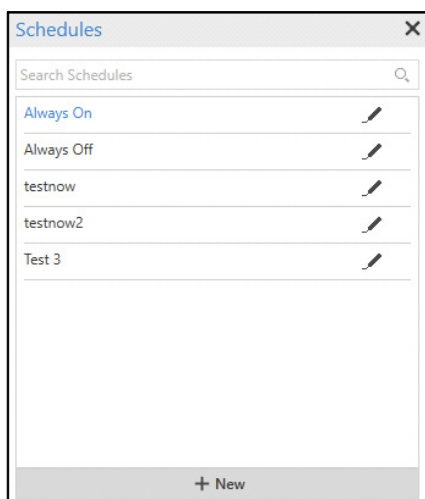 Schedules
Search Schedules
Always On
Always Off
testnow
testnow2
Test 3
+ New